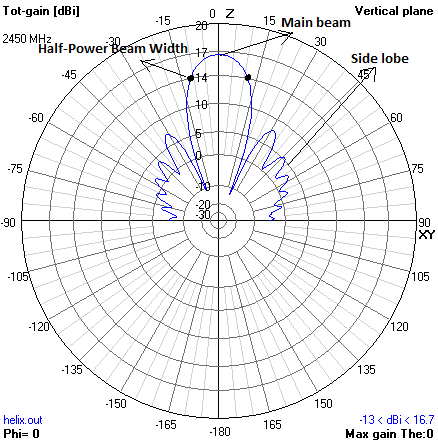 Tot-gain [dBi] 0 Z Vertical plane
20
Main beam
2450 MHz -15 15
-30 17 30
Half-Power Beam Width
Side lobe
-45 14 45
10
-60 5 60
0
-75 75
-10
-20
-30
-90 90
XY
-105 105
-120 120
-135 135
-150 150
-165 165
-180
helix.out -13 < dBi < 16.7
Phi= 0 Max gain The:0